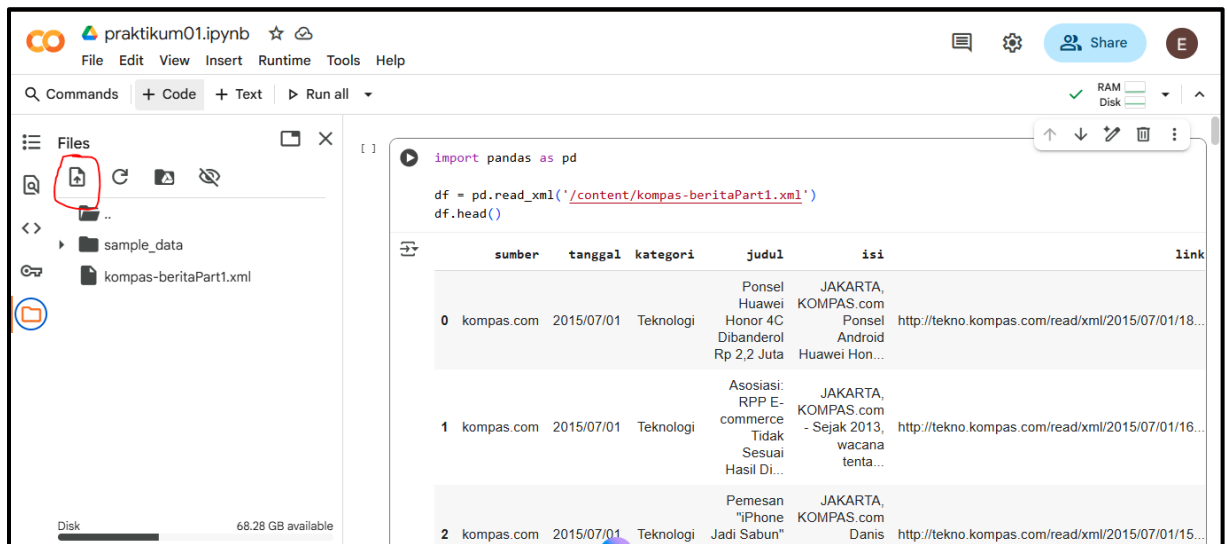 praktikum01.ipynb
File Edit View Insert Runtime Tools Help
Share
E
Commands + Code + Text Run all
RAM
Disk
Files
..
sample_data
kompas-beritaPart1.xml
Disk 68.28 GB available
[ ]
import pandas as pd
df = pd.read_xml('/content/kompas-beritaPart1.xml')
df.head()
sumber tanggal kategori judul isi link
0 kompas.com 2015/07/01 Teknologi
Ponsel
Huawei
Honor 4C
Dibanderol
Rp 2,2 Juta
JAKARTA,
KOMPAS.com
Ponsel
Android
Huawei Hon...
http://tekno.kompas.com/read/xml/2015/07/01/18...
1 kompas.com 2015/07/01 Teknologi
Asosiasi:
RPP E-
commerce
Tidak
Sesuai
Hasil Di...
JAKARTA,
KOMPAS.com
- Sejak 2013,
wacana
tenta...
http://tekno.kompas.com/read/xml/2015/07/01/16...
2 kompas.com 2015/07/01 Teknologi
Pemesan
"iPhone
Jadi Sabun"
JAKARTA,
KOMPAS.com
Danis
http://tekno.kompas.com/read/xml/2015/07/01/15...